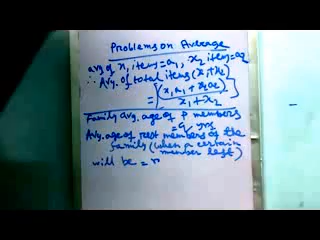 Problems on Average
avg of x₁ items = a₁, x₂ items = a₂
∴ Avg. of total items (x₁+x₂)
= (x₁a₁ + x₂a₂)
x₁+x₂
Family avg. age of P members
= a yrs
Avg. age of rest members of the
family (when a certain
member left)
will be =